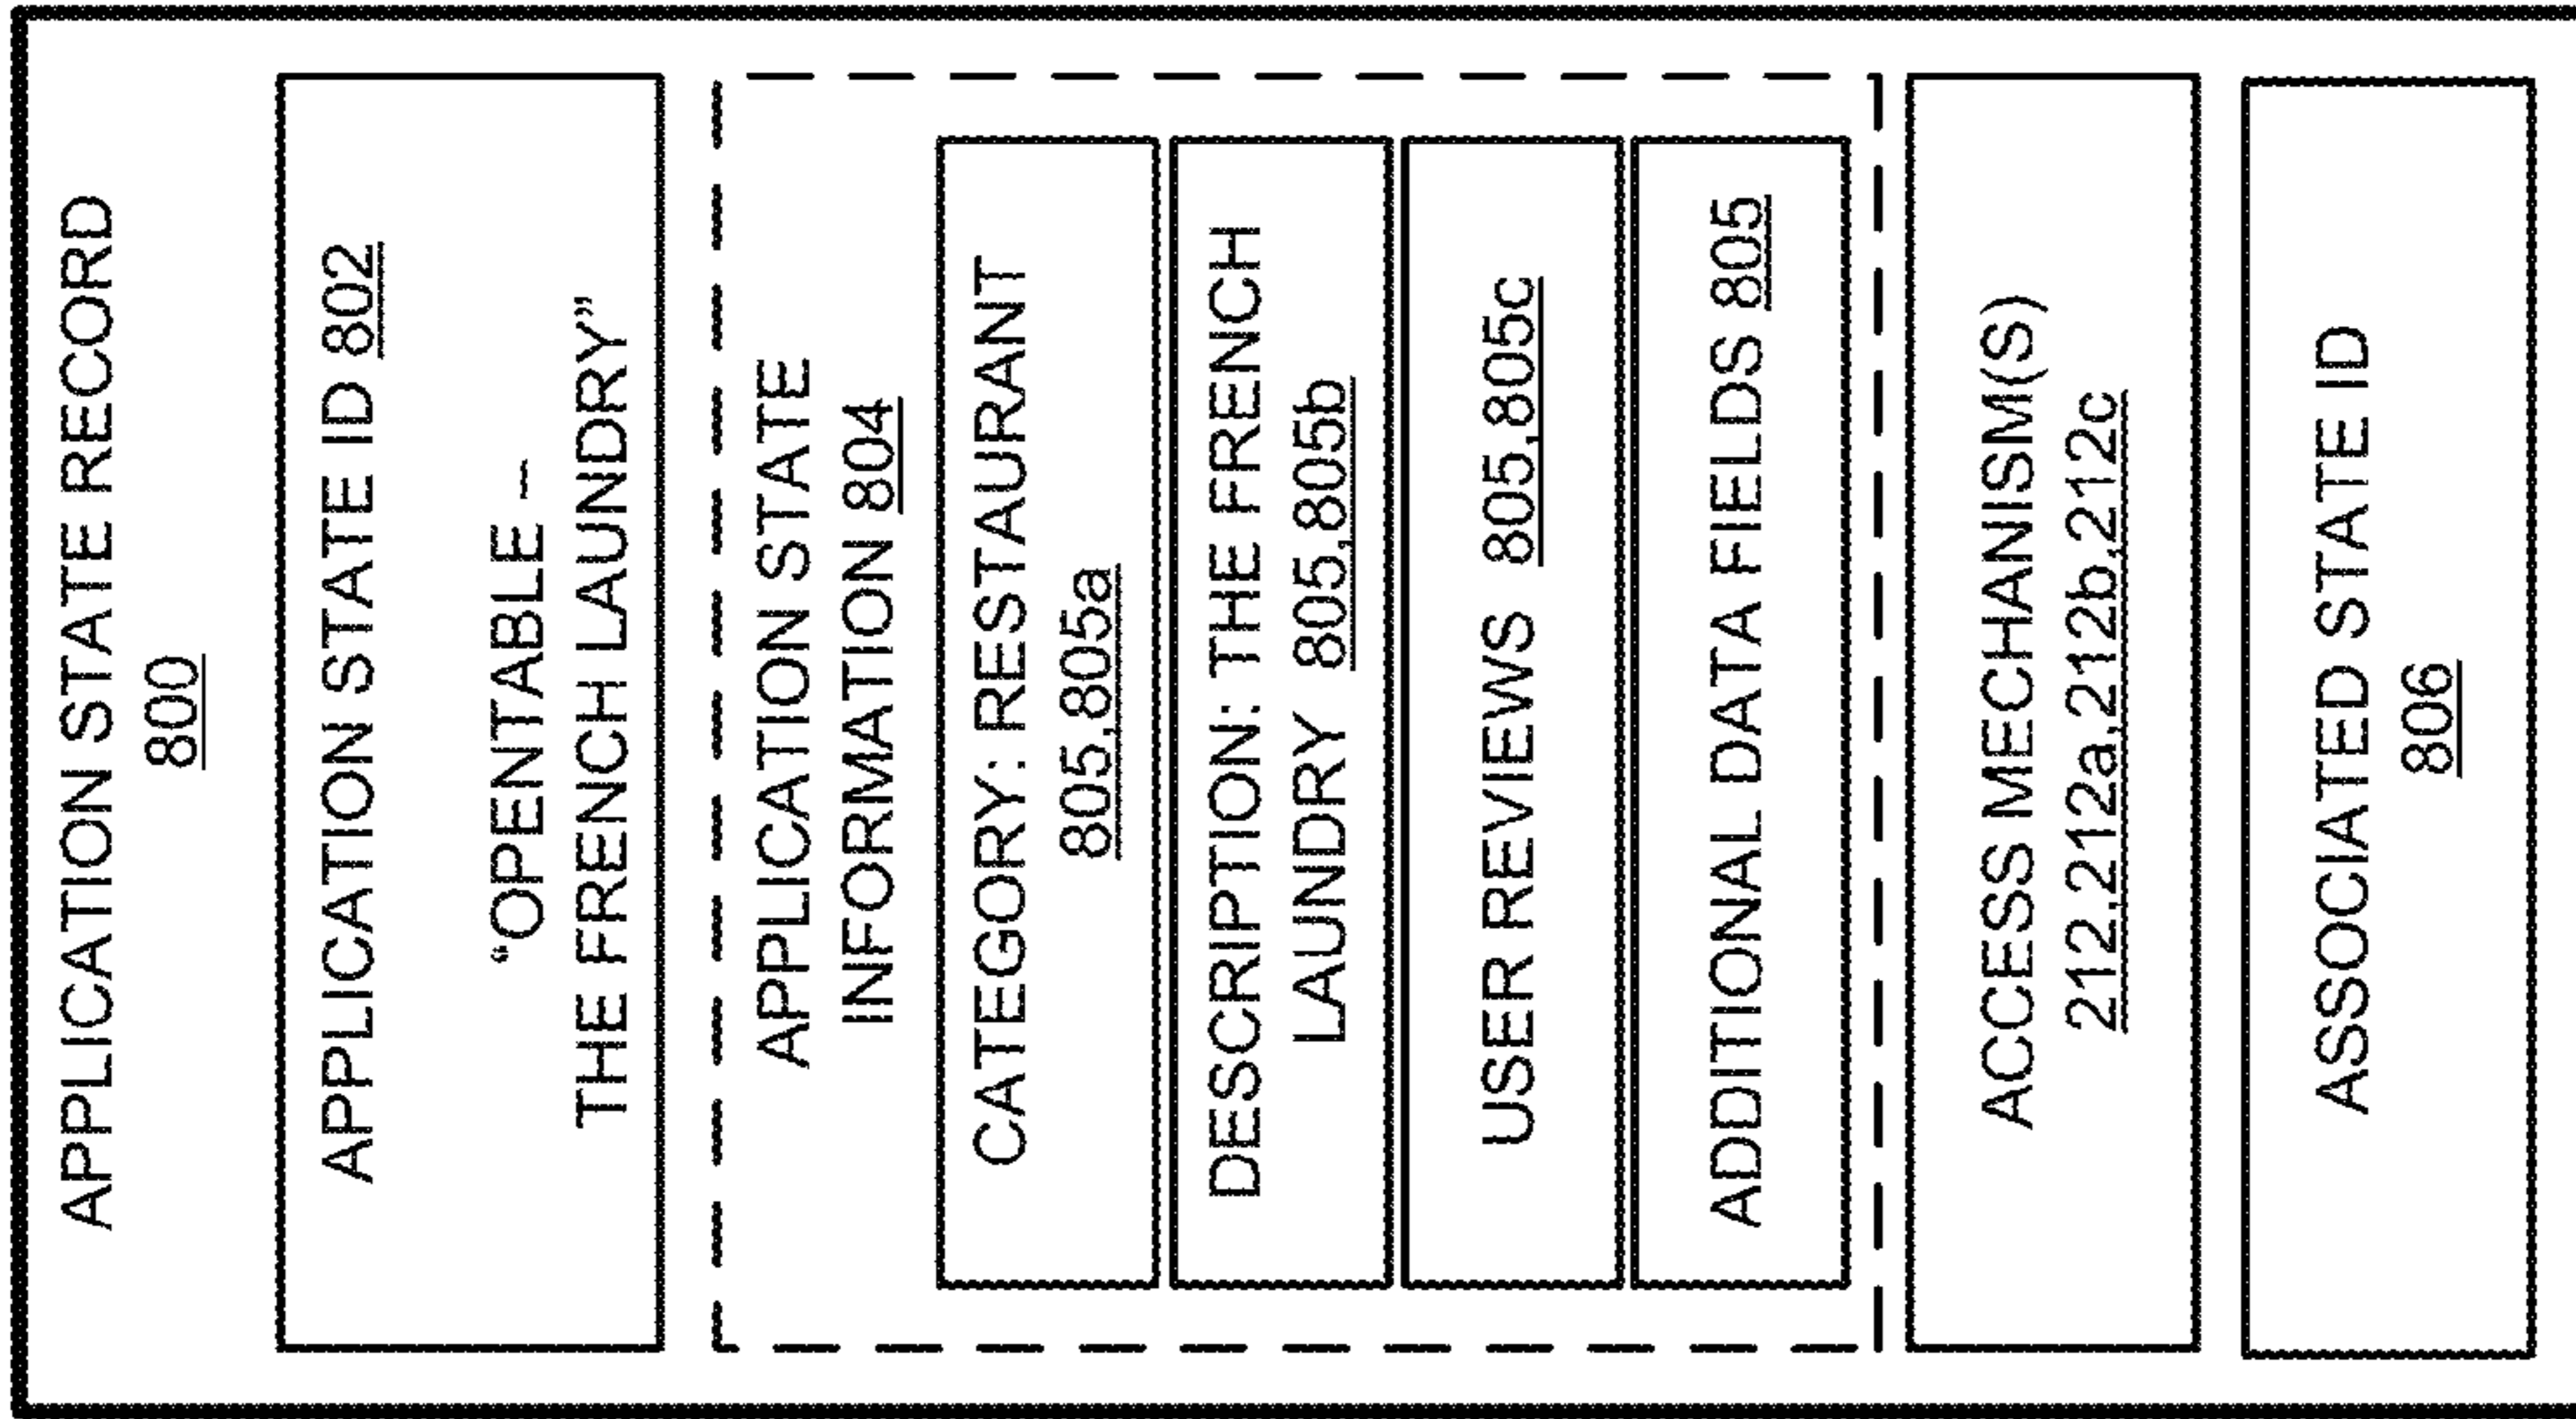 APPLICATION STATE RECORD
800
APPLICATION STATE ID 802
“OPENTABLE –
THE FRENCH LAUNDRY”
APPLICATION STATE
INFORMATION 804
CATEGORY: RESTAURANT
805,805a
DESCRIPTION: THE FRENCH
LAUNDRY 805,805b
USER REVIEWS 805,805c
ADDITIONAL DATA FIELDS 805
ACCESS MECHANISM(S)
212,212a,212b,212c
ASSOCIATED STATE ID
806